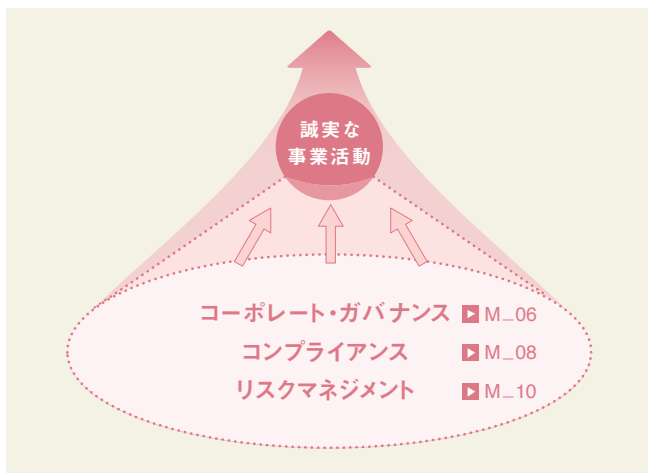 誠実な
事業活動
コーポレート・ガバナンス ▶ M_06
コンプライアンス ▶ M_08
リスクマネジメント ▶ M_10